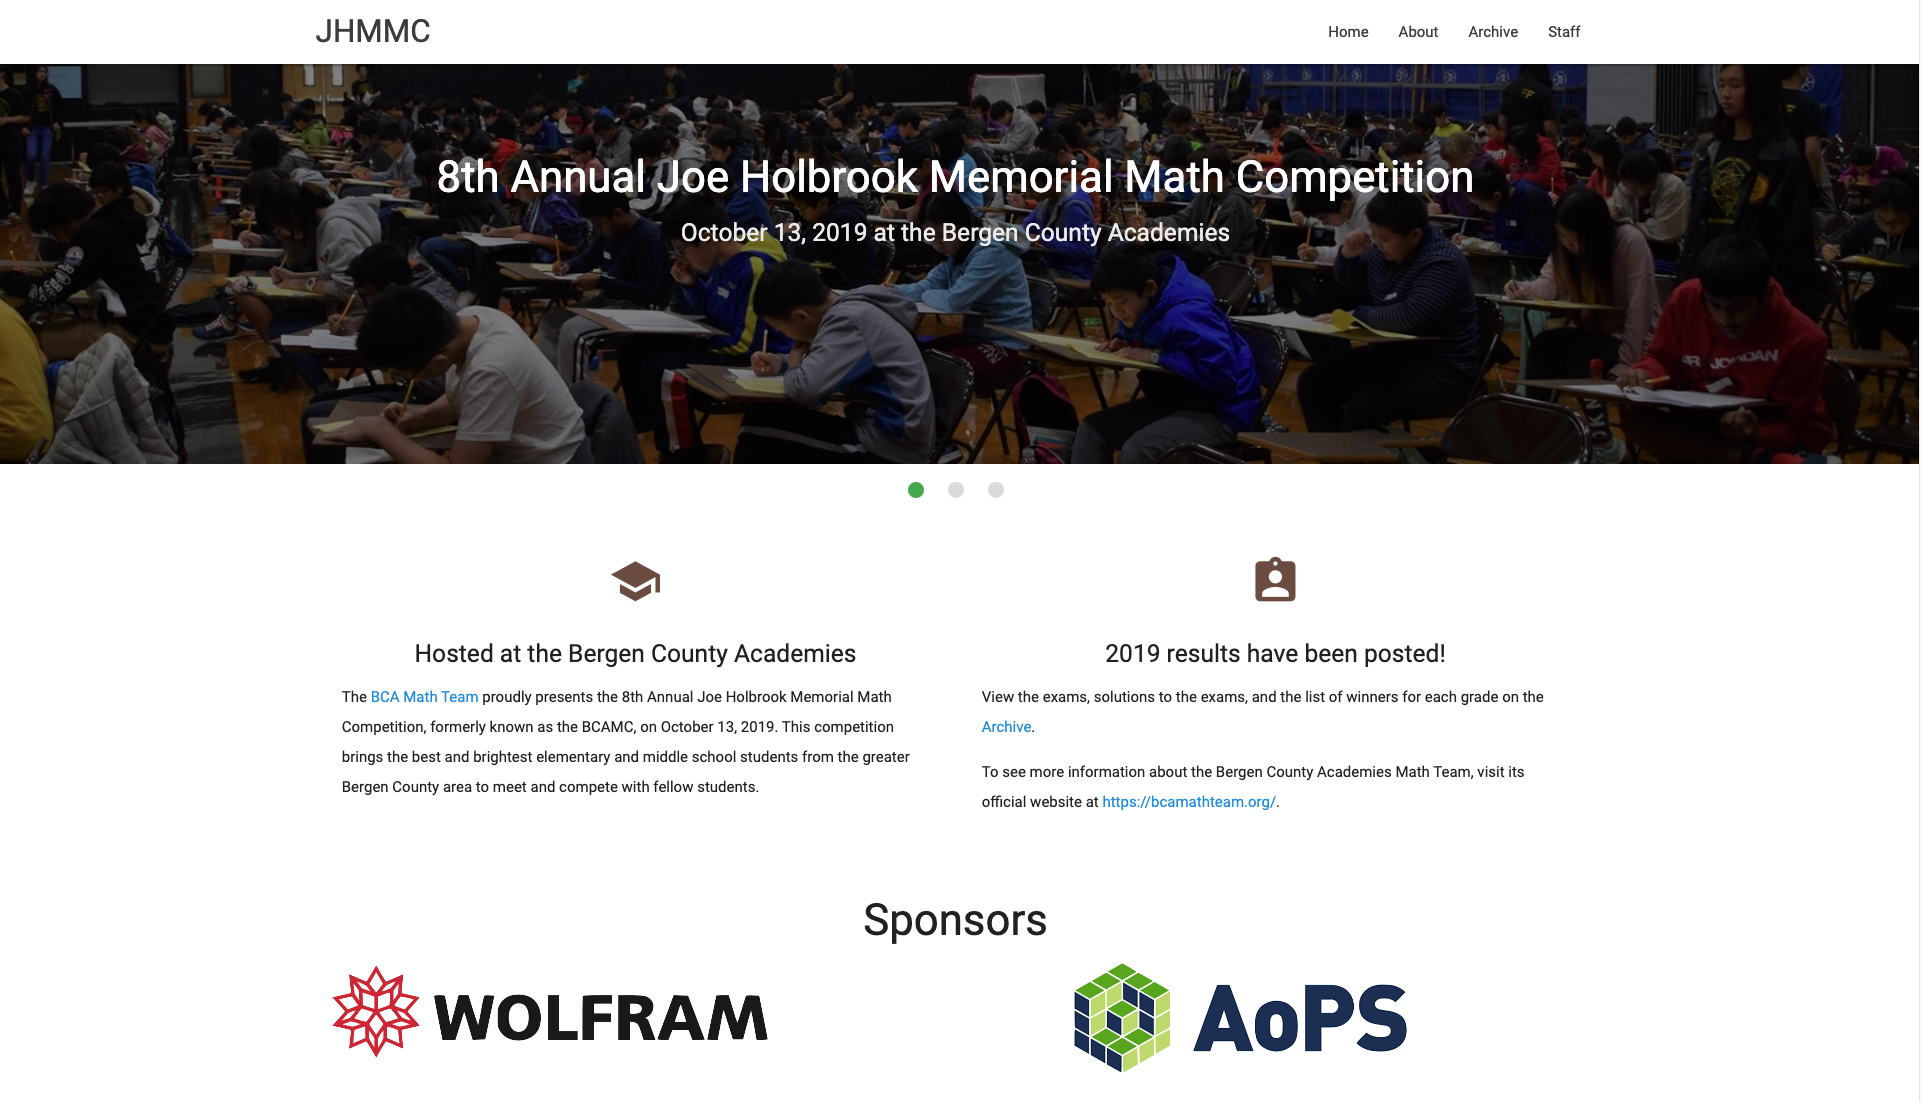 JHMMC
Home
About
Archive
Staff
8th Annual Joe Holbrook Memorial Math Competition
October 13, 2019 at the Bergen County Academies
JORDAN
Hosted at the Bergen County Academies
The BCA Math Team proudly presents the 8th Annual Joe Holbrook Memorial Math
Competition, formerly known as the BCAMC, on October 13, 2019. This competition
brings the best and brightest elementary and middle school students from the greater
Bergen County area to meet and compete with fellow students.
2019 results have been posted!
View the exams, solutions to the exams, and the list of winners for each grade on the
Archive.
To see more information about the Bergen County Academies Math Team, visit its
official website at https://bcamathteam.org/.
Sponsors
WOLFRAM
AoPS